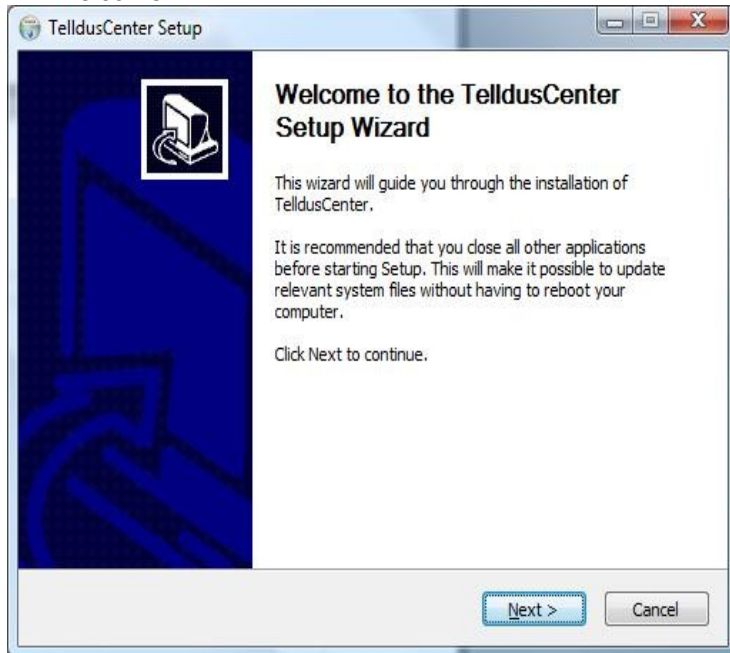 TelldusCenter Setup
Welcome to the TelldusCenter
Setup Wizard
This wizard will guide you through the installation of
TelldusCenter.
It is recommended that you close all other applications
before starting Setup. This will make it possible to update
relevant system files without having to reboot your
computer.
Click Next to continue.
Next >
Cancel